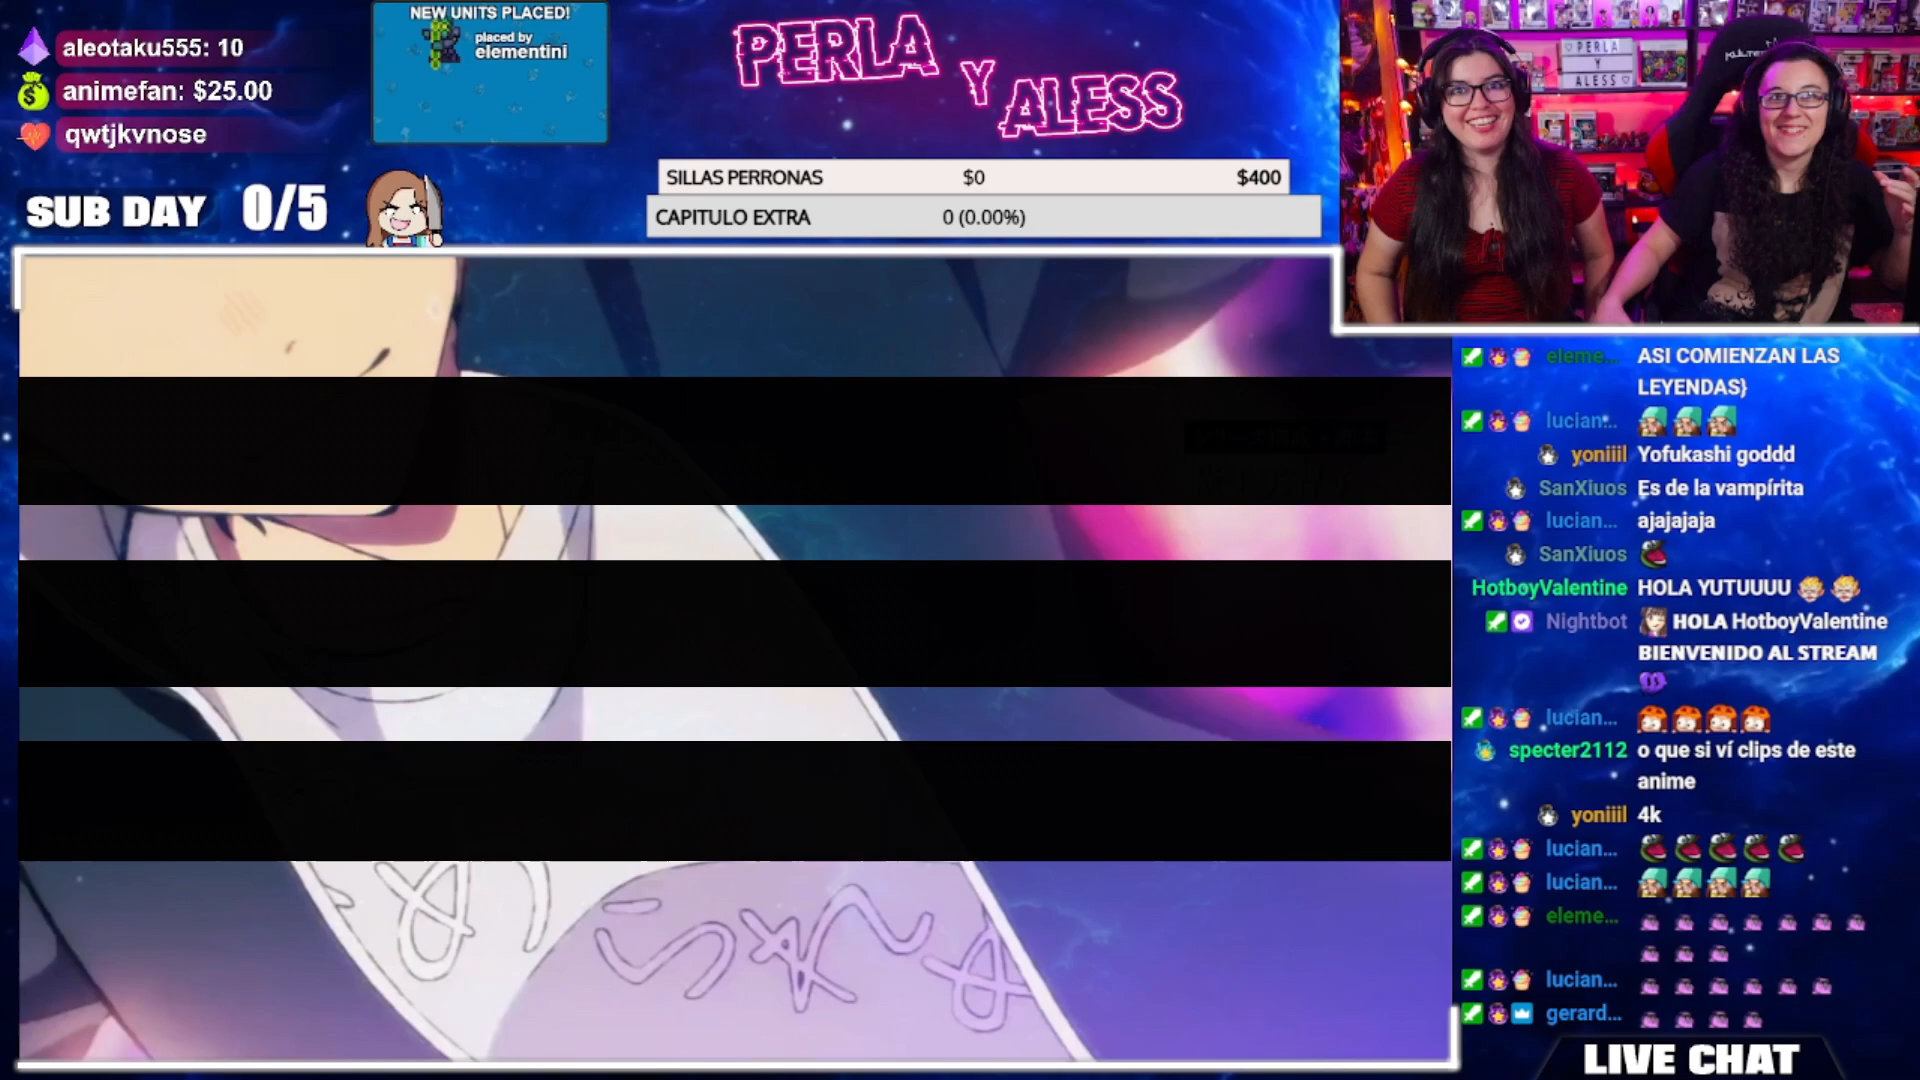 aleotaku555: 10
animefan: $25.00
qwtjkvnose
NEW UNITS PLACED!
placed by
elementini
SUB DAY 0/5
PERLA
Y
ALESS
SILLAS PERRONAS $0 $400
CAPITULO EXTRA 0 (0.00%)
PERLA
Y
ALESS
eleme... ASI COMIENZAN LAS
LEYENDAS}
lucian...
yoniiil Yofukashi goddd
SanXiuos Es de la vampírita
lucian... ajajajaja
SanXiuos
HotboyValentine HOLA YUTUUUU
Nightbot HOLA HotboyValentine
BIENVENIDO AL STREAM
lucian...
specter2112 o que si ví clips de este
anime
yoniiil 4k
lucian...
lucian...
eleme...
lucian...
gerard...
LIVE CHAT